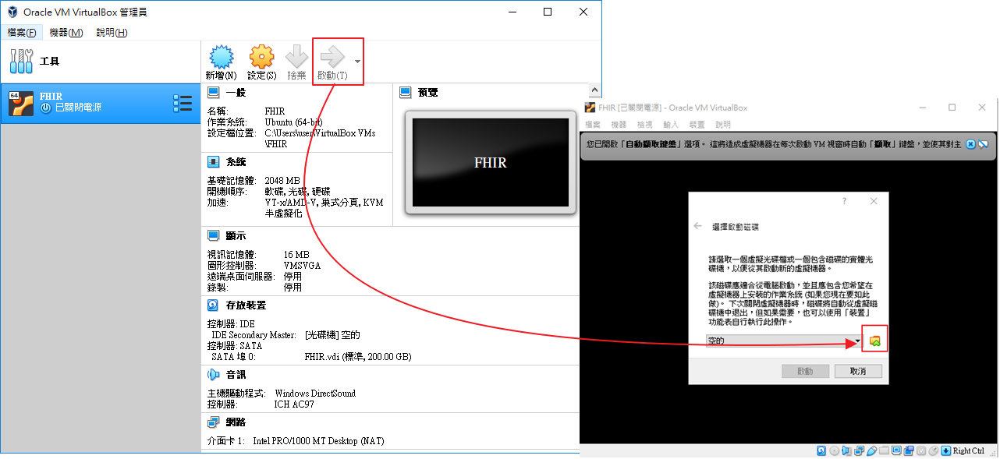 Oracle VM VirtualBox 管理員
檔案(F) 機器(M) 說明(H)
工具
新增(N) 設定(S) 捨棄 啟動(T)
64
FHIR
已關閉電源
一般
名稱: FHIR
作業系統: Ubuntu (64-bit)
設定檔位置: C:\Users\user\VirtualBox VMs
\FHIR
系統
基礎記憶體: 2048 MB
開機順序: 軟碟, 光碟, 硬碟
加速: VT-x/AMD-V, 巢式分頁, KVM
半虛擬化
預覽
FHIR
顯示
視訊記憶體: 16 MB
圖形控制器: VMSVGA
遠端桌面伺服器: 停用
錄製: 停用
存放裝置
控制器: IDE
IDE Secondary Master: [光碟機] 空的
控制器: SATA
SATA 埠 0: FHIR.vdi (標準, 200.00 GB)
音訊
主機驅動程式: Windows DirectSound
控制器: ICH AC97
網路
介面卡 1: Intel PRO/1000 MT Desktop (NAT)
FHIR [已關閉電源] - Oracle VM VirtualBox
檔案 機器 檢視 輸入 裝置 說明
您已開啟「自動擷取鍵盤」選項。 這將造成虛擬機器在每次啟動 VM 視窗時自動「擷取」鍵盤，並使其對主
?
選擇啟動磁碟
請選取一個虛擬光碟檔或一個包含磁碟的實體光
碟機，以便從其啟動新的虛擬機器。
該磁碟應適合從電腦啟動，並且應包含您希望在
虛擬機器上安裝的作業系統 (如果您現在要如此
做)。 下次關閉虛擬機器時，磁碟將自動從虛擬磁
碟機中退出，但如果需要，也可以使用「裝置」
功能表自行執行此操作。
空的
啟動 取消
Right Ctrl